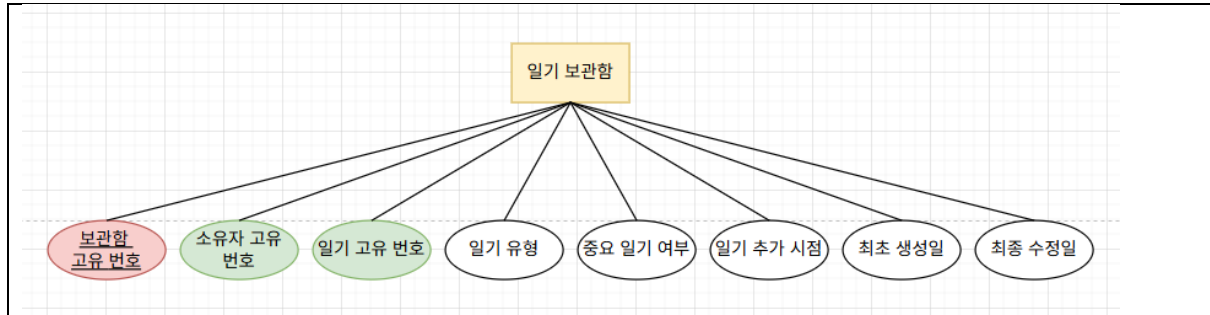 일기 보관함
보관함
고유 번호
소유자 고유
번호
일기 고유 번호
일기 유형
중요 일기 여부
일기 추가 시점
최초 생성일
최종 수정일